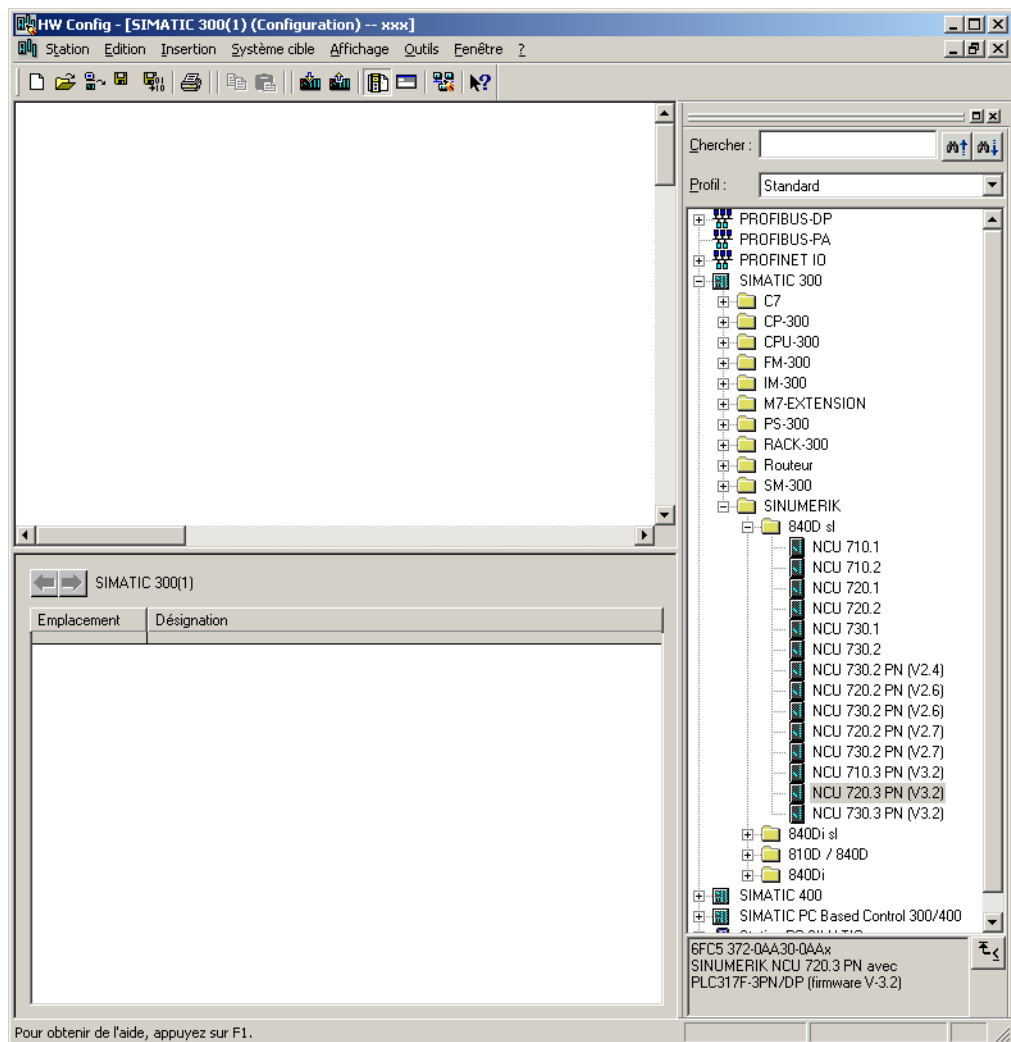 HW Config - [SIMATIC 300(1) (Configuration) -- xxx]
Station Edition Insertion Système cible Affichage Outils Fenêtre ?
Chercher :
Profil : Standard
PROFIBUS-DP
PROFIBUS-PA
PROFINET IO
SIMATIC 300
C7
CP-300
CPU-300
FM-300
IM-300
M7-EXTENSION
PS-300
RACK-300
Routeur
SM-300
SINUMERIK
840D sl
NCU 710.1
NCU 710.2
NCU 720.1
NCU 720.2
NCU 730.1
NCU 730.2
NCU 730.2 PN (V2.4)
NCU 720.2 PN (V2.6)
NCU 730.2 PN (V2.6)
NCU 720.2 PN (V2.7)
NCU 730.2 PN (V2.7)
NCU 710.3 PN (V3.2)
NCU 720.3 PN (V3.2)
NCU 730.3 PN (V3.2)
840Di sl
810D / 840D
840Di
SIMATIC 400
SIMATIC PC Based Control 300/400
SIMATIC 300(1)
Emplacement Désignation
6FC5 372-0AA30-0AAx
SINUMERIK NCU 720.3 PN avec
PLC317F-3PN/DP (firmware V-3.2)
Pour obtenir de l'aide, appuyez sur F1.